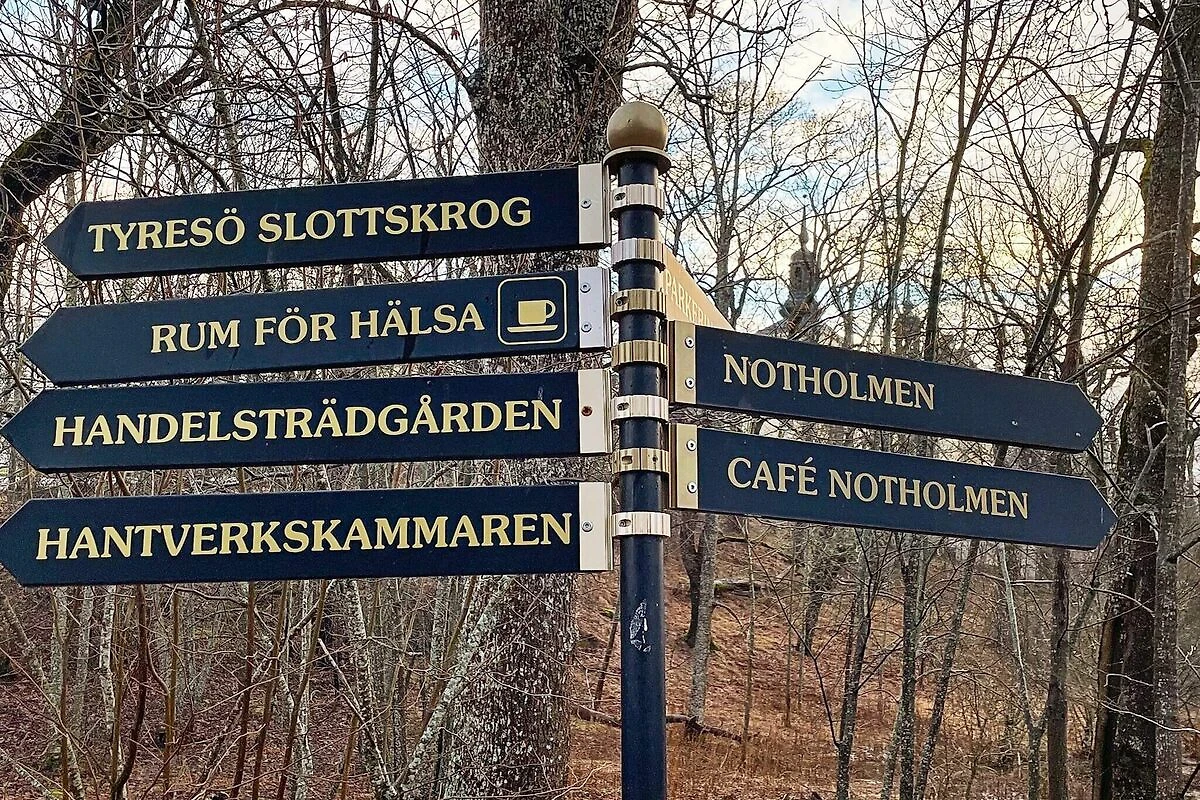 TYRESÖ SLOTTSKROG
RUM FÖR HÄLSA
HANDELSTRÄDGÅRDEN
HANTVERKSKAMMAREN
NOTHOLMEN
CAFÉ NOTHOLMEN